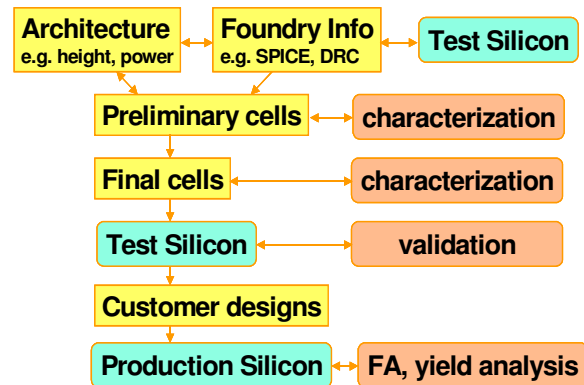 Architecture
e.g. height, power
Foundry Info
e.g. SPICE, DRC
Test Silicon
Preliminary cells
characterization
Final cells
characterization
Test Silicon
validation
Customer designs
Production Silicon
FA, yield analysis